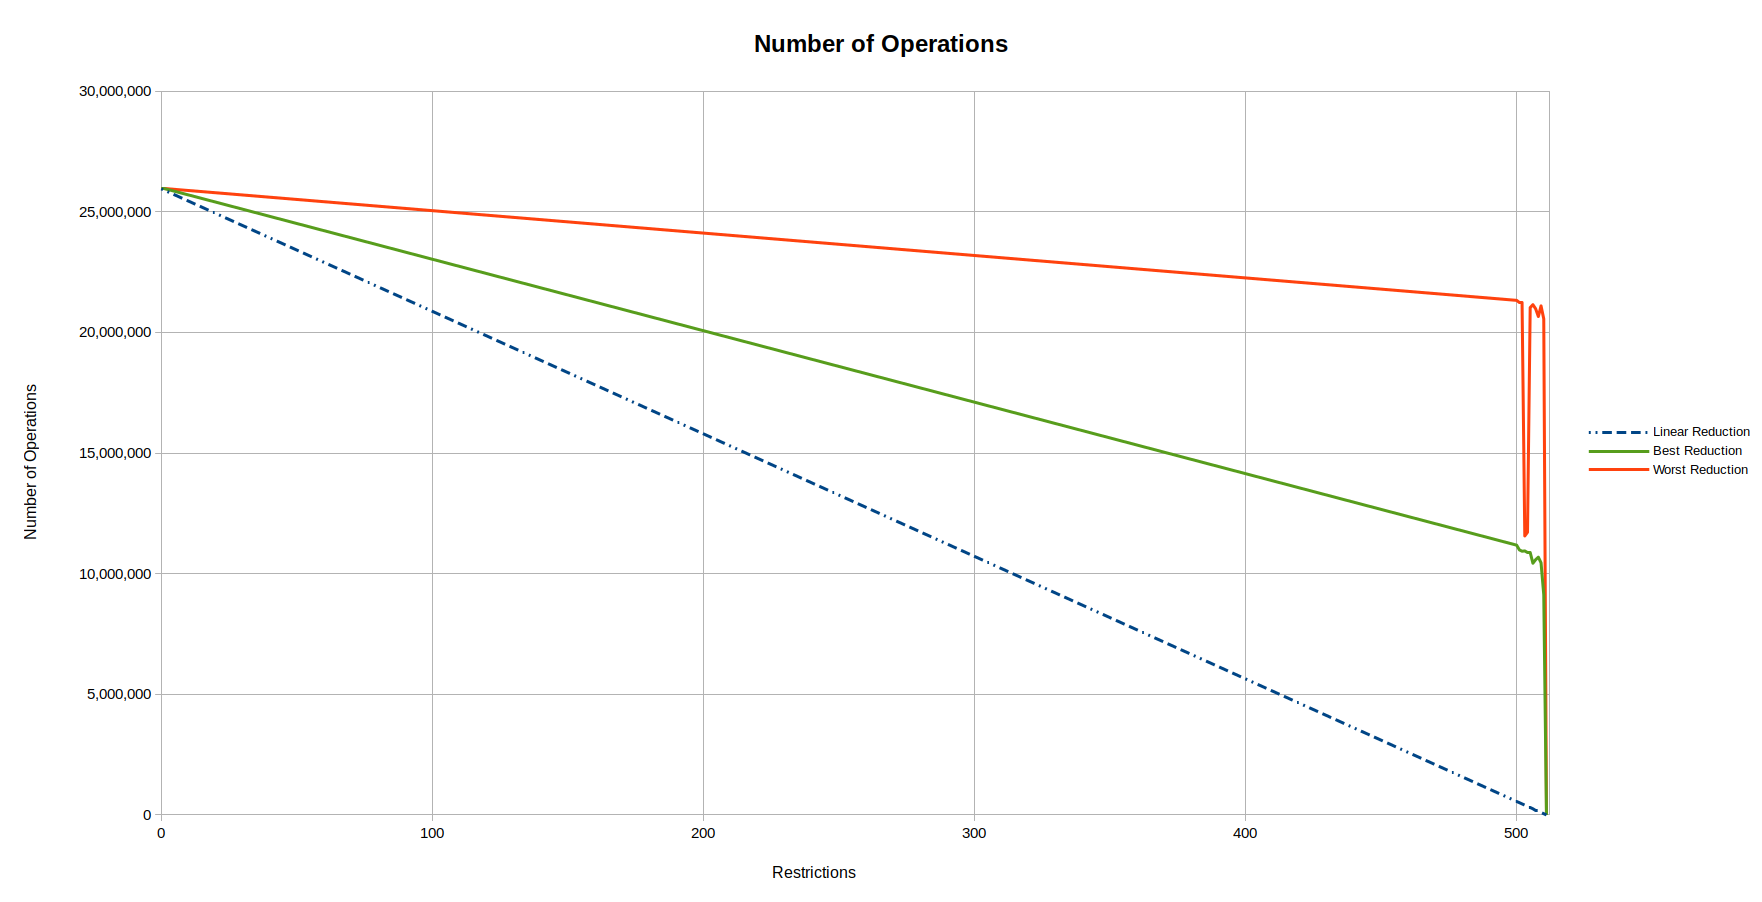 Number of Operations
30,000,000
25,000,000
20,000,000
15,000,000
10,000,000
5,000,000
0
Number of Operations
0 100 200 300 400 500
Restrictions
Linear Reduction
Best Reduction
Worst Reduction